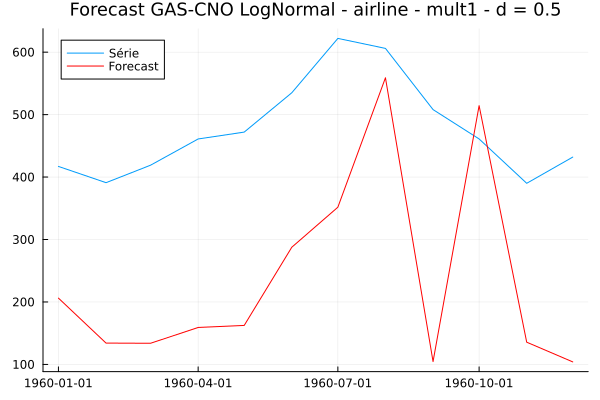 Forecast GAS-CNO LogNormal - airline - mult1 - d = 0.5
Série
Forecast
600
500
400
300
200
100
1960-01-01 1960-04-01 1960-07-01 1960-10-01